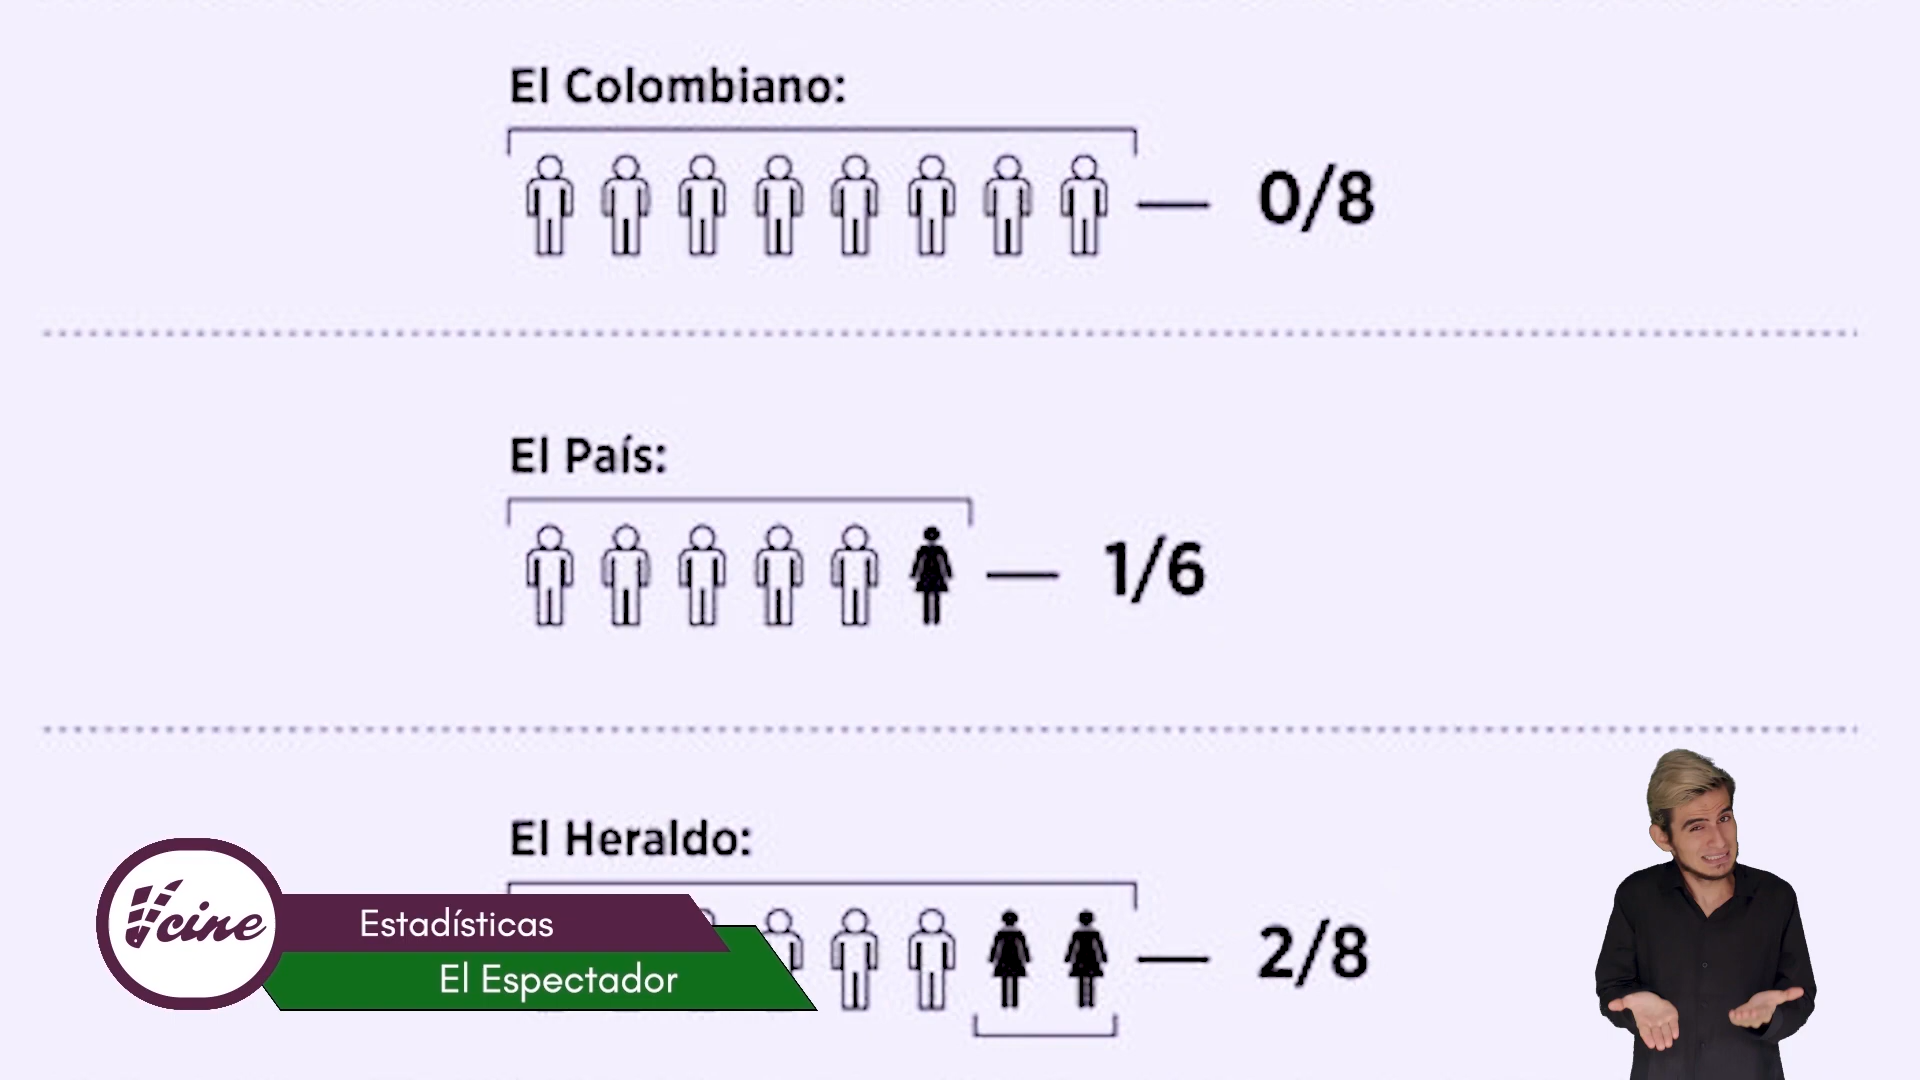 El Colombiano:
0/8
El País:
1/6
El Heraldo:
2/8
cine
Estadísticas
El Espectador